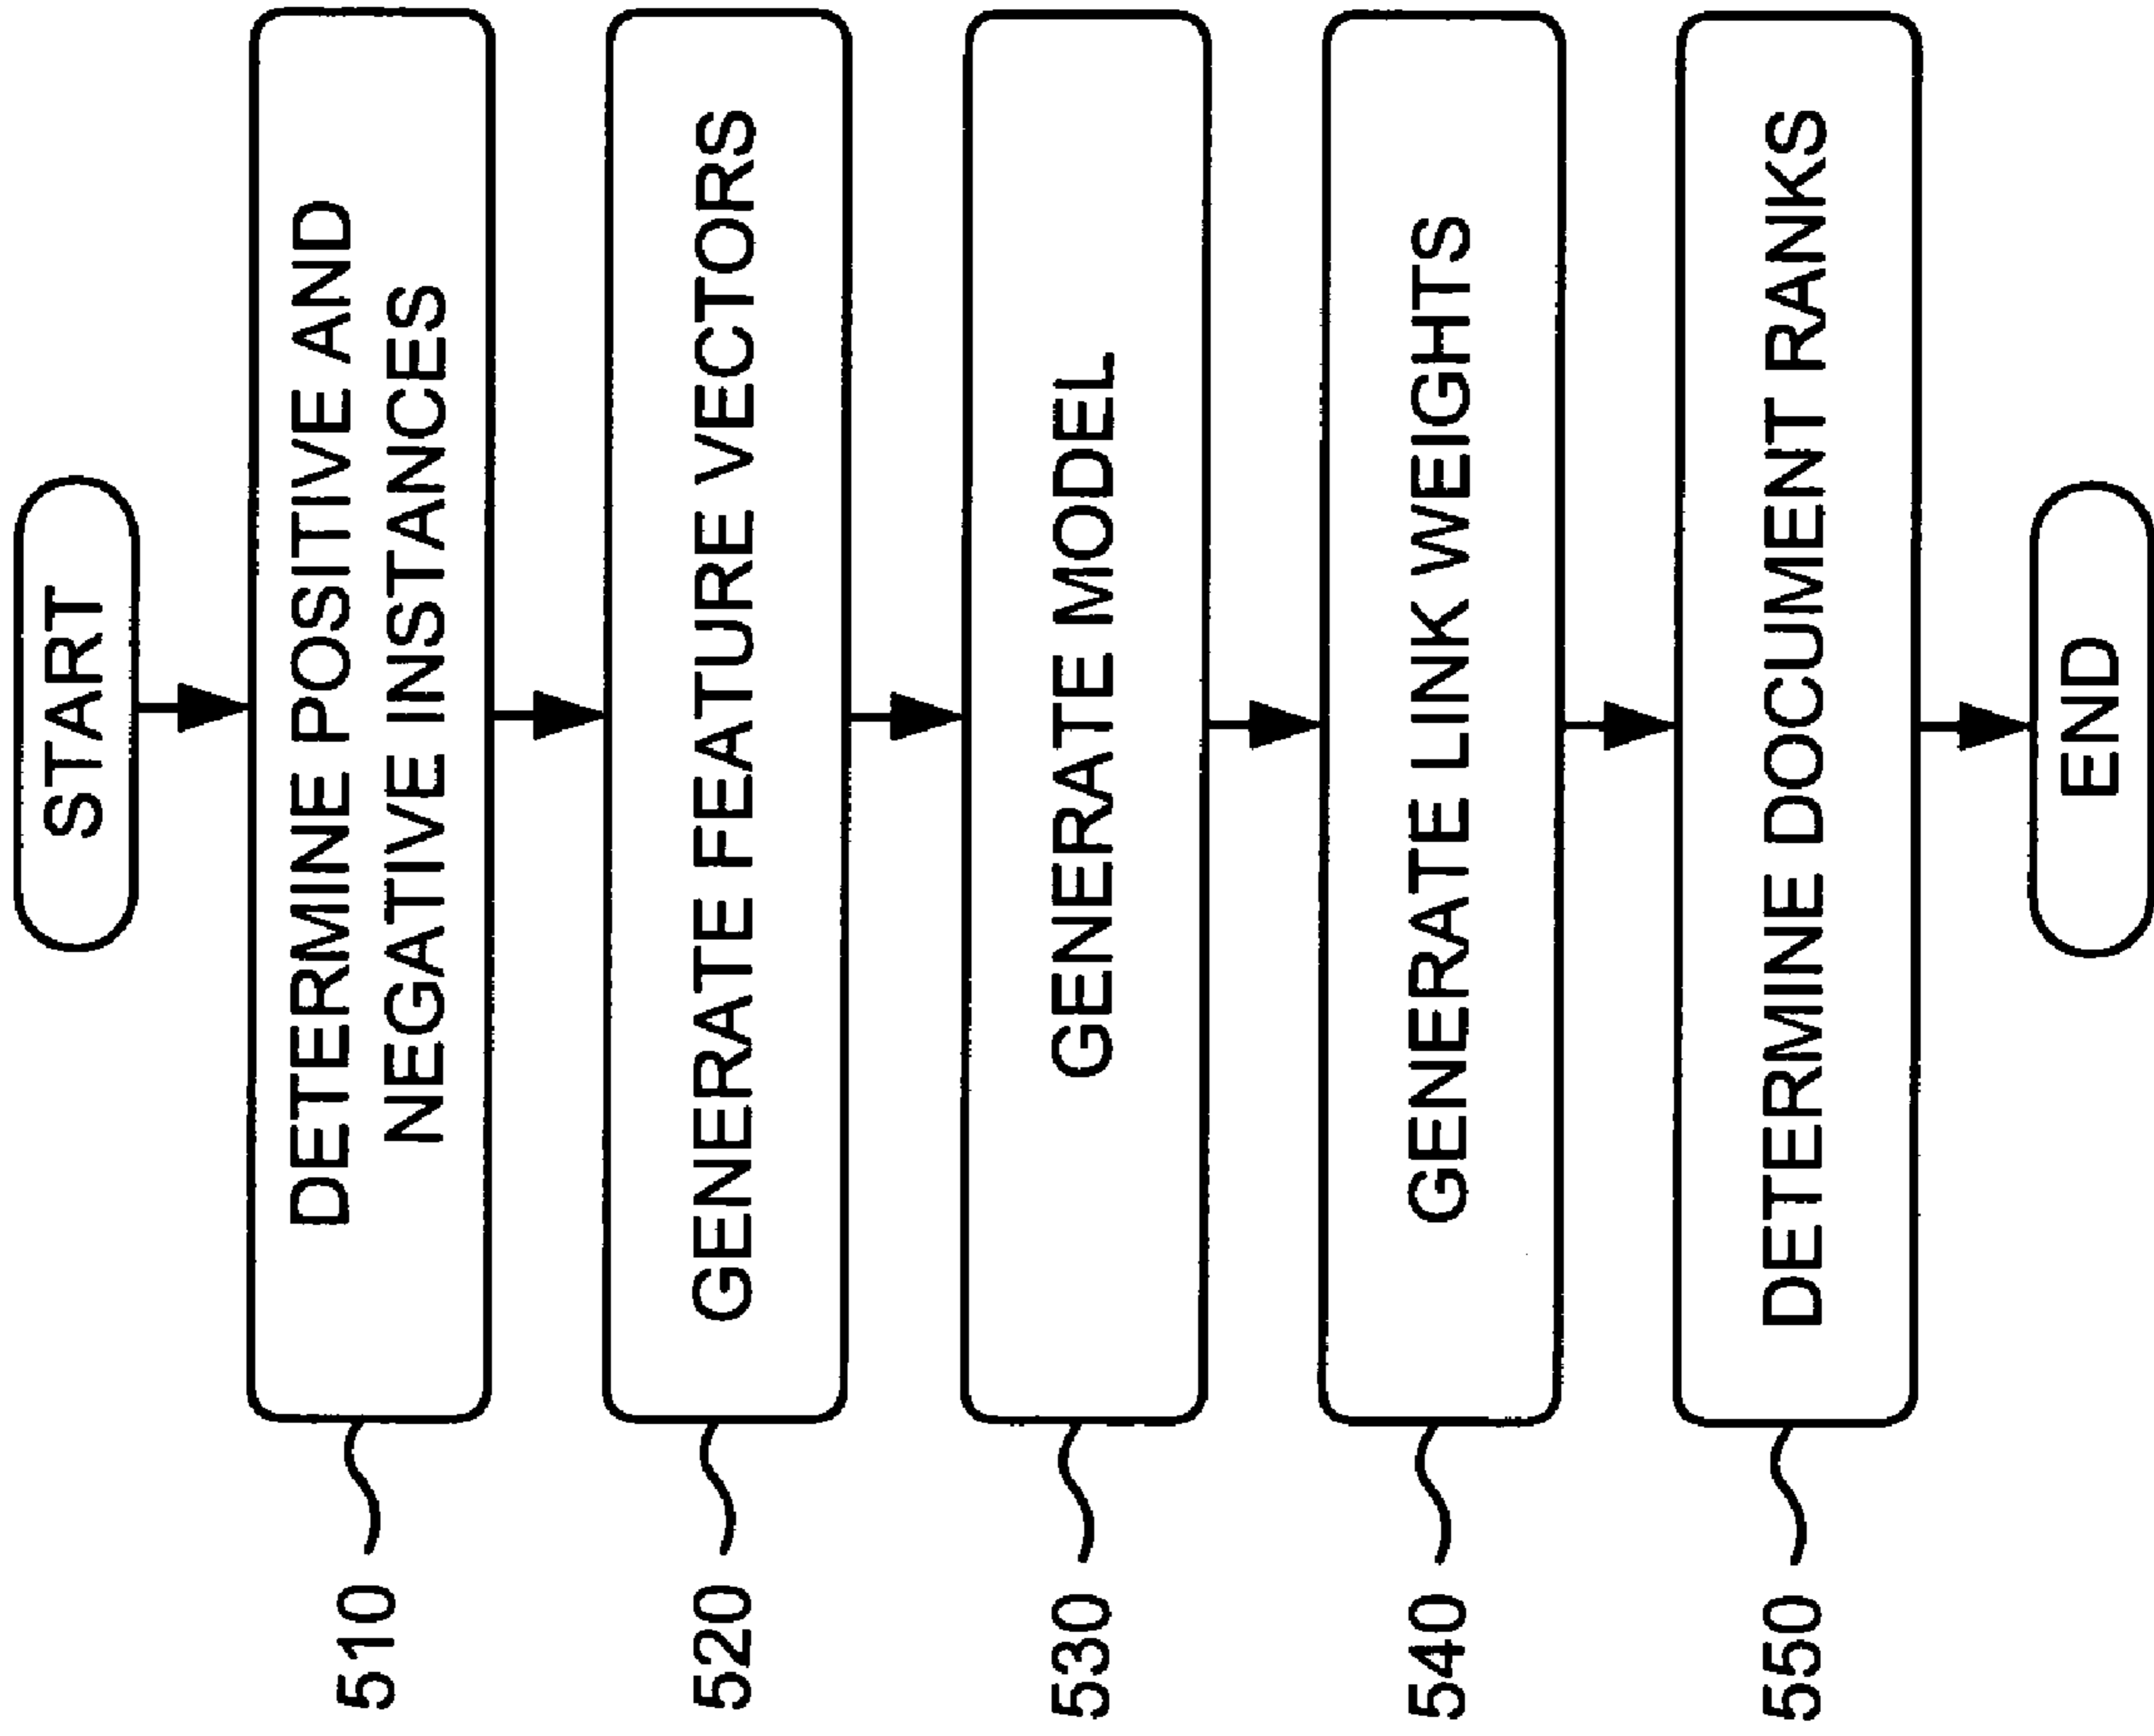 START
510
DETERMINE POSITIVE AND
NEGATIVE INSTANCES
520
GENERATE FEATURE VECTORS
530
GENERATE MODEL
540
GENERATE LINK WEIGHTS
550
DETERMINE DOCUMENT RANKS
END